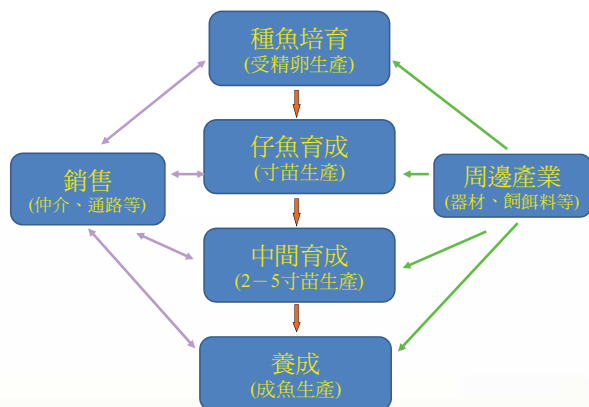 種魚培育
(受精卵生產)
仔魚育成
(寸苗生產)
銷售
(仲介、通路等)
周邊產業
(器材、飼餌料等)
中間育成
(2－5寸苗生產)
養成
(成魚生產)